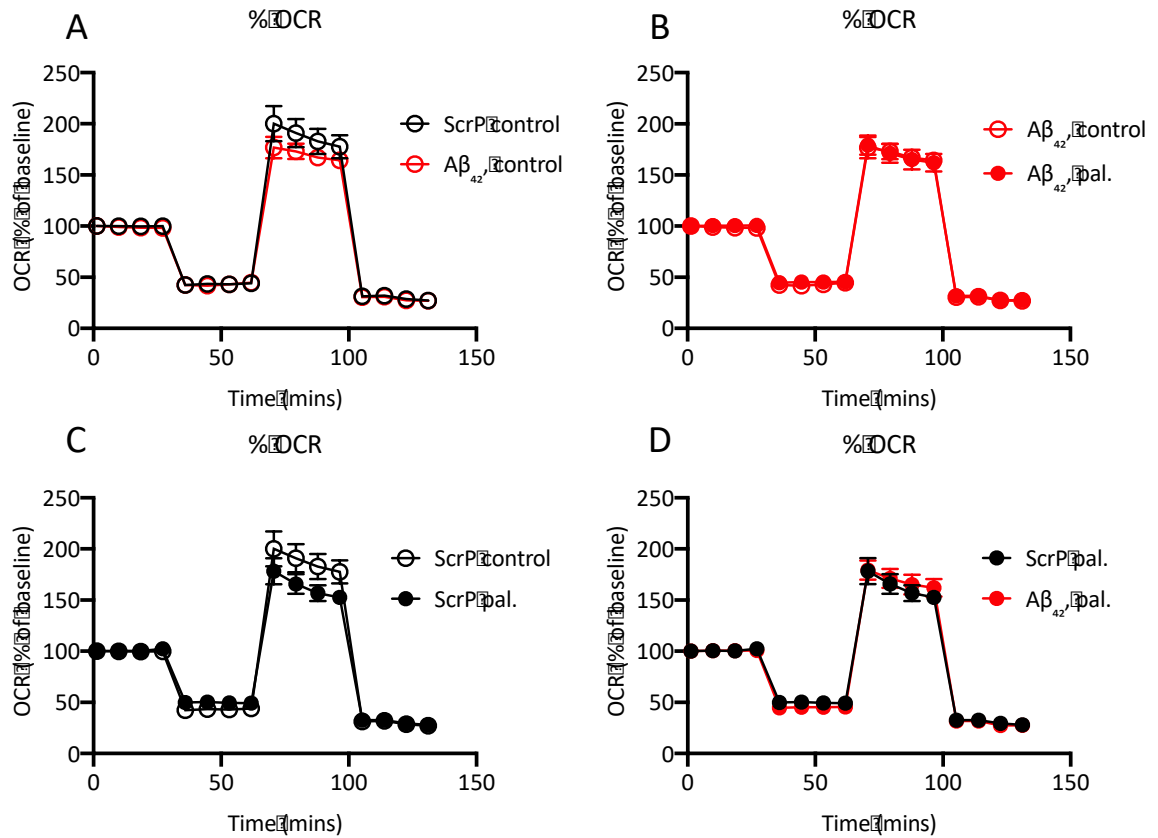 A
%⍰OCR
OCR⍰(%⍰of⍰baseline)
250
200
150
100
50
0
0
50
100
150
Time⍰(mins)
ScrP⍰control
Aβ₄₂,⍰control
B
%⍰OCR
OCR⍰(%⍰of⍰baseline)
250
200
150
100
50
0
0
50
100
150
Time⍰(mins)
Aβ₄₂,⍰control
Aβ₄₂,⍰pal.
C
%⍰OCR
OCR⍰(%⍰of⍰baseline)
250
200
150
100
50
0
0
50
100
150
Time⍰(mins)
ScrP⍰control
ScrP⍰pal.
D
%⍰OCR
OCR⍰(%⍰of⍰baseline)
250
200
150
100
50
0
0
50
100
150
Time⍰(mins)
ScrP⍰pal.
Aβ₄₂,⍰pal.